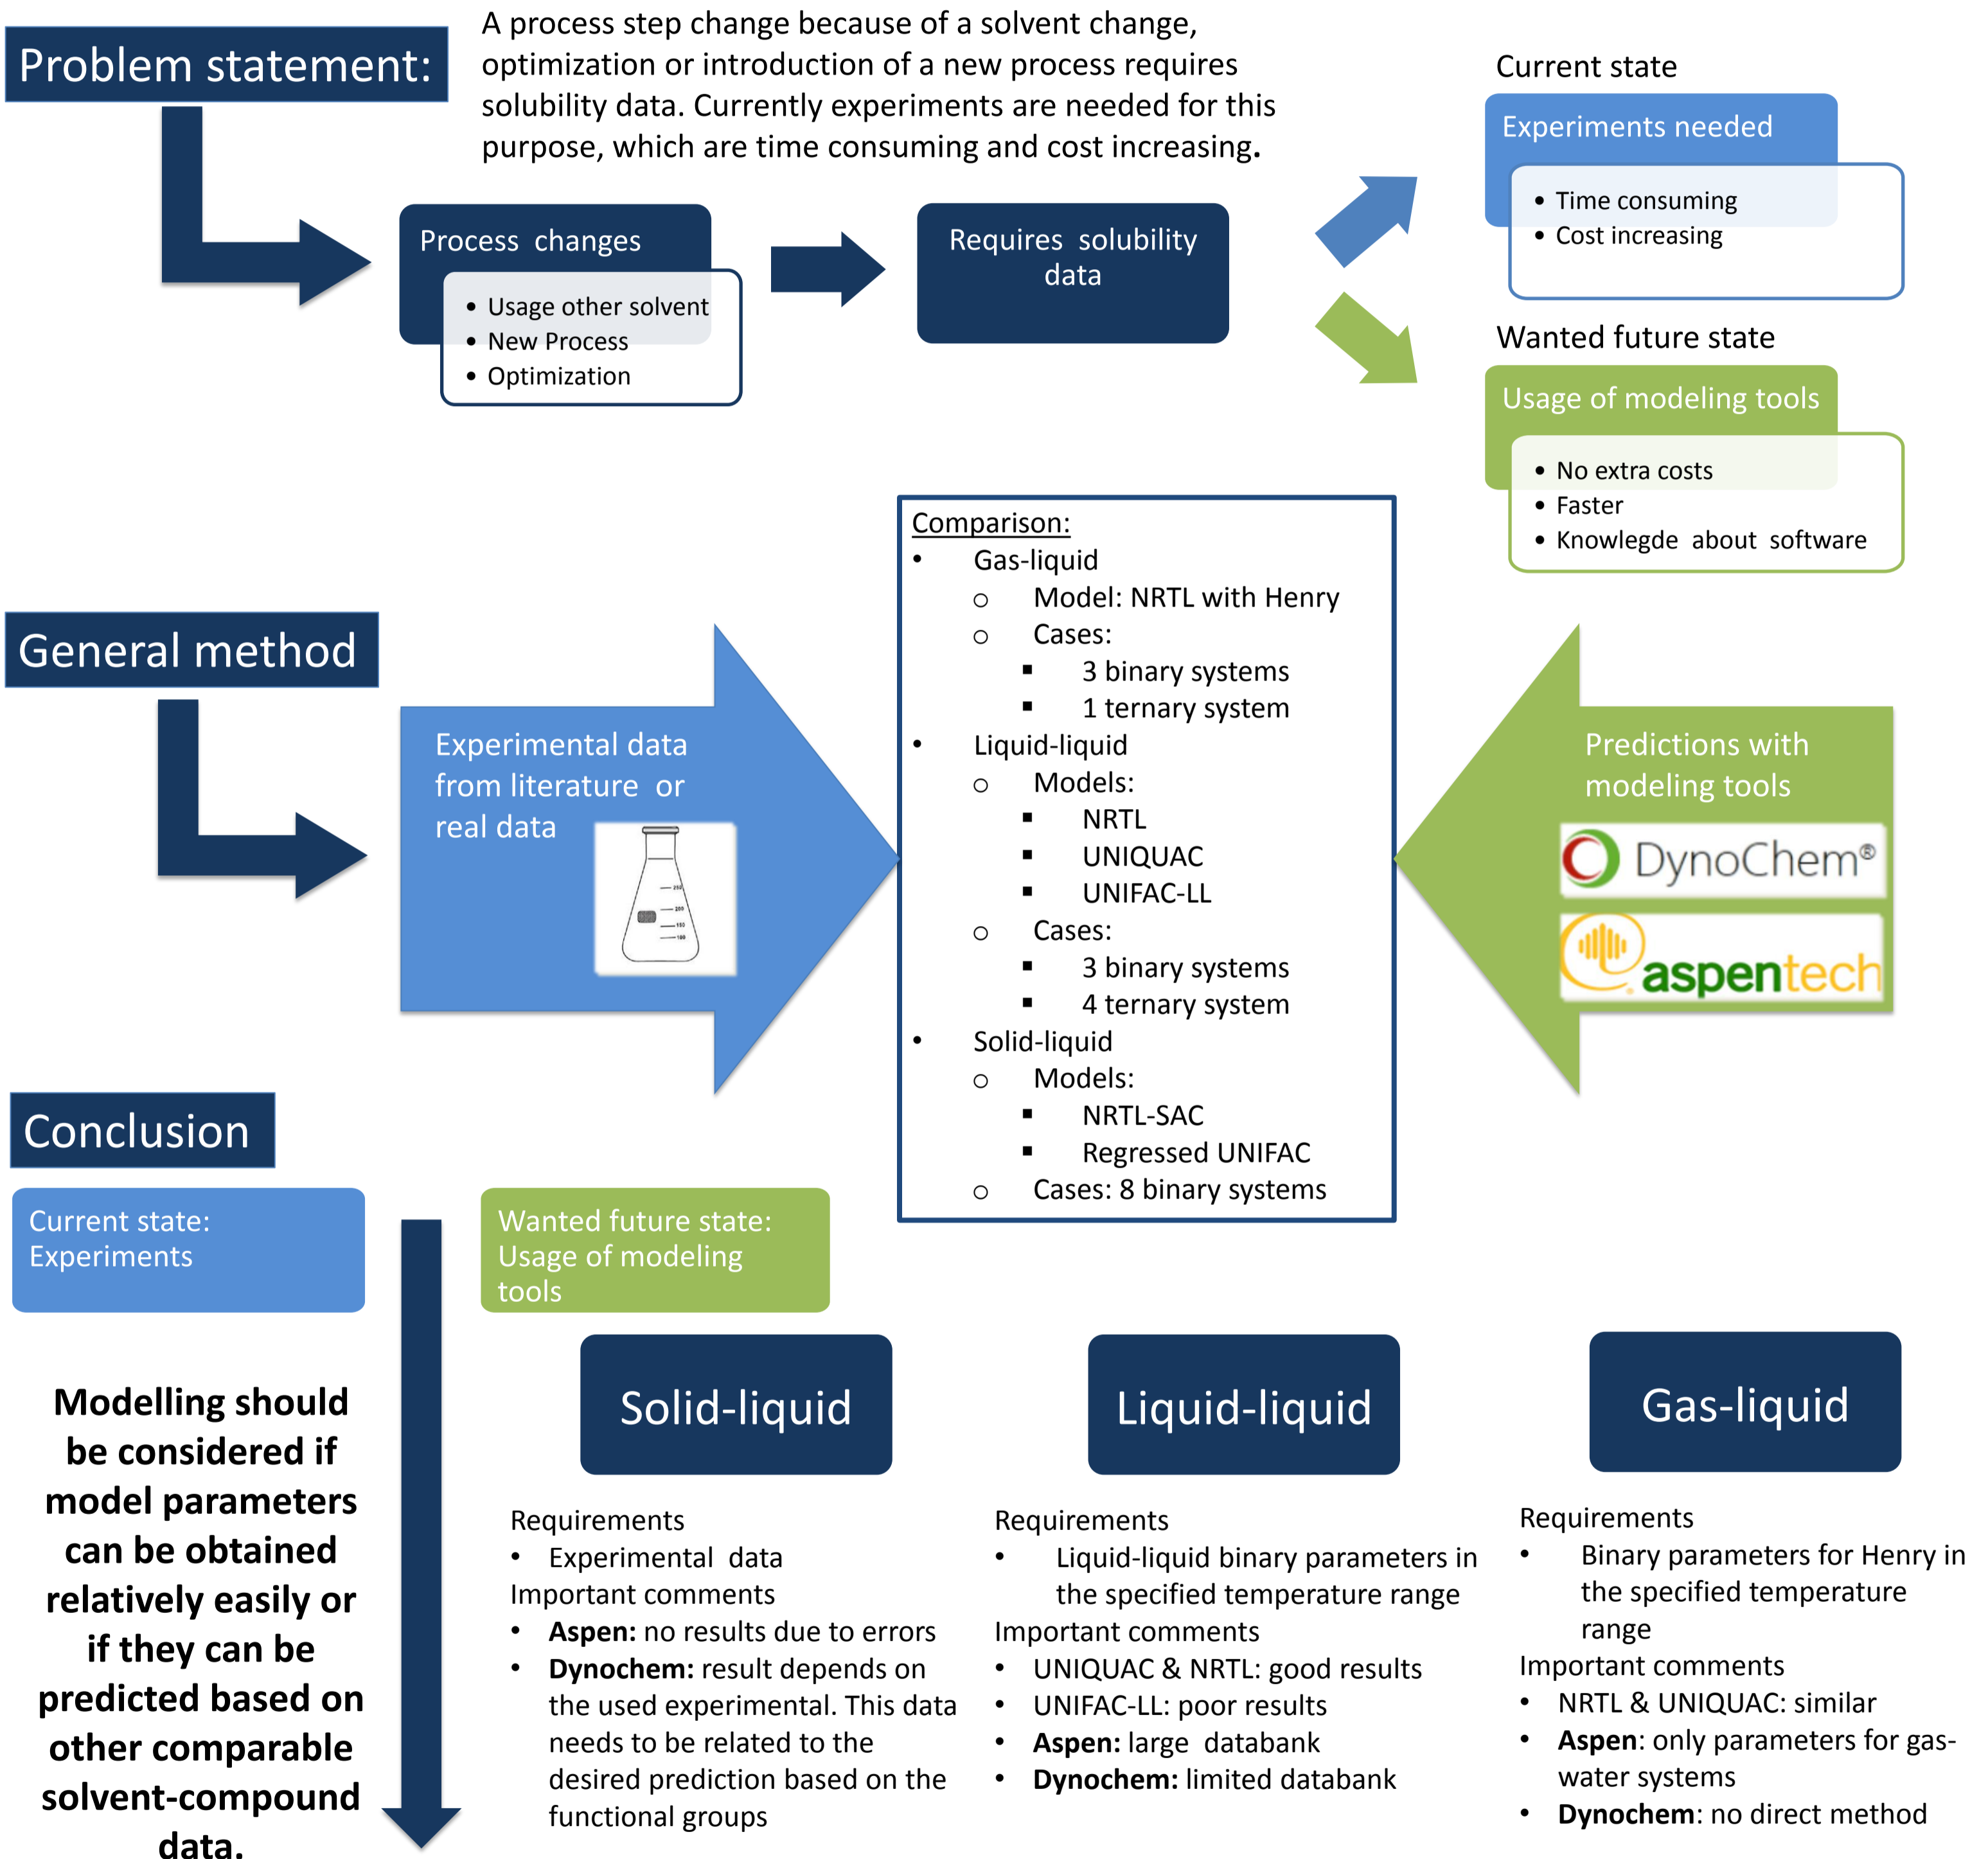 Problem statement:
A process step change because of a solvent change,
optimization or introduction of a new process requires
solubility data. Currently experiments are needed for this
purpose, which are time consuming and cost increasing.
Process changes
• Usage other solvent
• New Process
• Optimization
Requires solubility
data
Current state
Experiments needed
• Time consuming
• Cost increasing
Wanted future state
Usage of modeling tools
• No extra costs
• Faster
• Knowlegde about software
General method
Experimental data
from literature or
real data
250
200
150
100
Comparison:
• Gas-liquid
o Model: NRTL with Henry
o Cases:
▪ 3 binary systems
▪ 1 ternary system
• Liquid-liquid
o Models:
▪ NRTL
▪ UNIQUAC
▪ UNIFAC-LL
o Cases:
▪ 3 binary systems
▪ 4 ternary system
• Solid-liquid
o Models:
▪ NRTL-SAC
▪ Regressed UNIFAC
o Cases: 8 binary systems
Predictions with
modeling tools
DynoChem®
aspentech
Conclusion
Current state:
Experiments
Wanted future state:
Usage of modeling
tools
Modelling should
be considered if
model parameters
can be obtained
relatively easily or
if they can be
predicted based on
other comparable
solvent-compound
data.
Solid-liquid
Requirements
• Experimental data
Important comments
• Aspen: no results due to errors
• Dynochem: result depends on
the used experimental. This data
needs to be related to the
desired prediction based on the
functional groups
Liquid-liquid
Requirements
• Liquid-liquid binary parameters in
the specified temperature range
Important comments
• UNIQUAC & NRTL: good results
• UNIFAC-LL: poor results
• Aspen: large databank
• Dynochem: limited databank
Gas-liquid
Requirements
• Binary parameters for Henry in
the specified temperature
range
Important comments
• NRTL & UNIQUAC: similar
• Aspen: only parameters for gas-
water systems
• Dynochem: no direct method